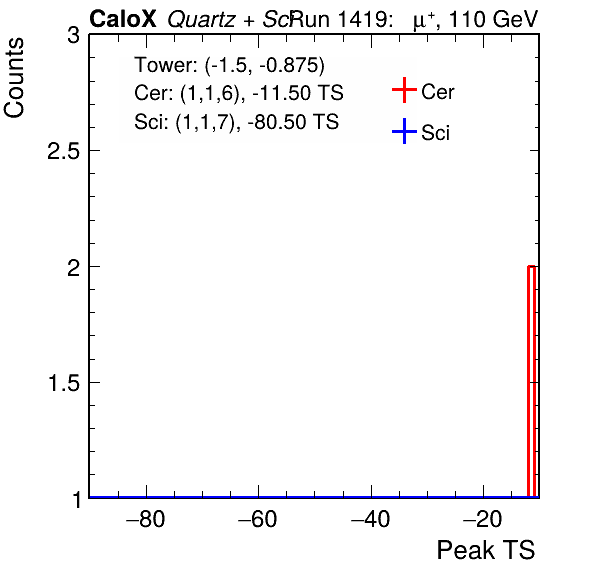 CaloX Quartz + Sci Run 1419: μ+, 110 GeV
Counts
Tower: (-1.5, -0.875)
Cer: (1,1,6), -11.50 TS
Sci: (1,1,7), -80.50 TS
Cer
Sci
3
2.5
2
1.5
1
−80 −60 −40 −20
Peak TS